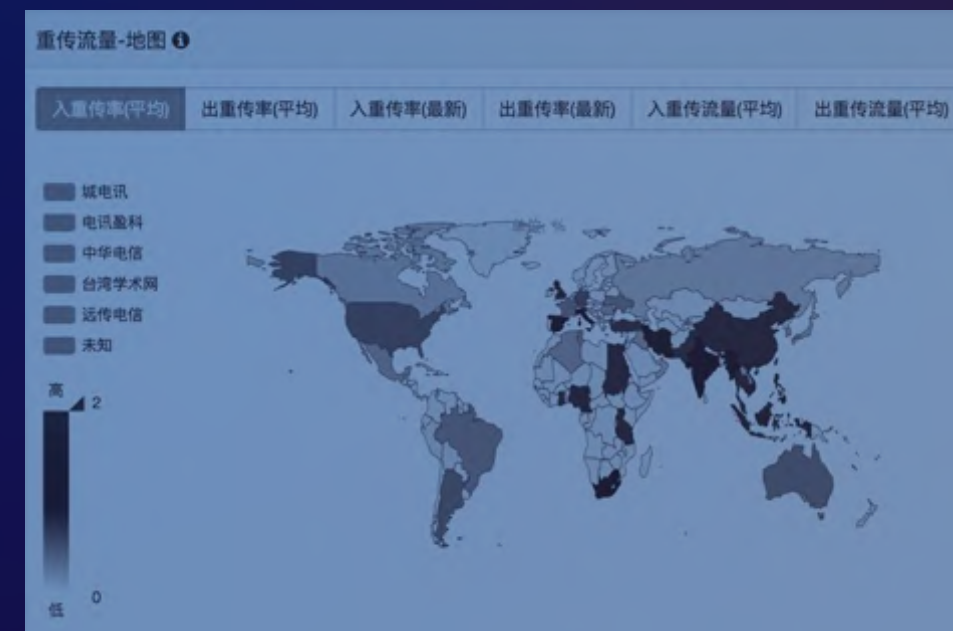 重传流量-地图
入重传率(平均) 出重传率(平均) 入重传率(最新) 出重传率(最新) 入重传流量(平均) 出重传流量(平均)
城电讯
电讯盈科
中华电信
台湾学术网
远传电信
未知
高
2
0
低